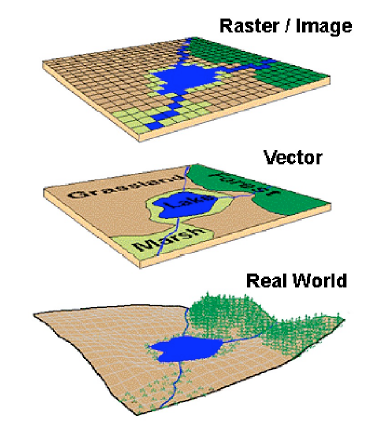 Raster / Image
Vector
Grassland
Forest
Lake
Marsh
Real World